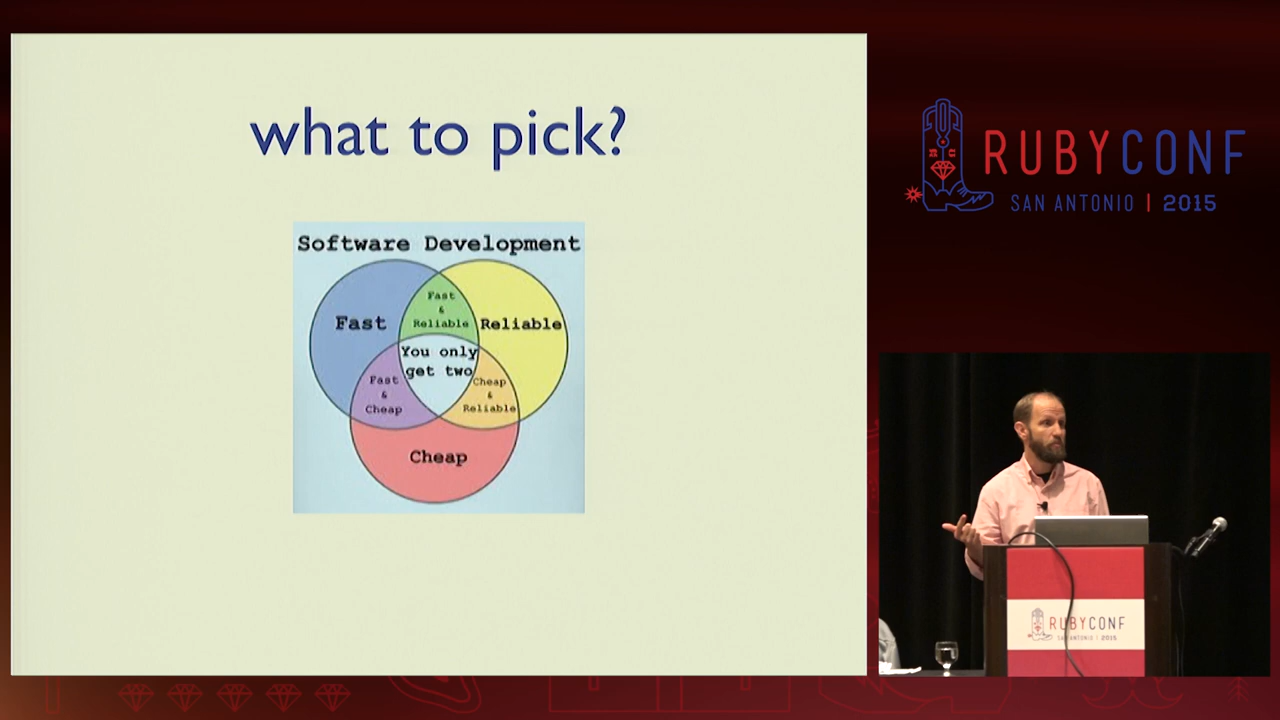 what to pick?
Software Development
Fast
Fast
&
Reliable
Reliable
You only
get two
Fast
&
Cheap
Cheap
&
Reliable
Cheap
RC
RUBYCONF
SAN ANTONIO | 2015
RUBYCONF
SAN ANTONIO | 2015